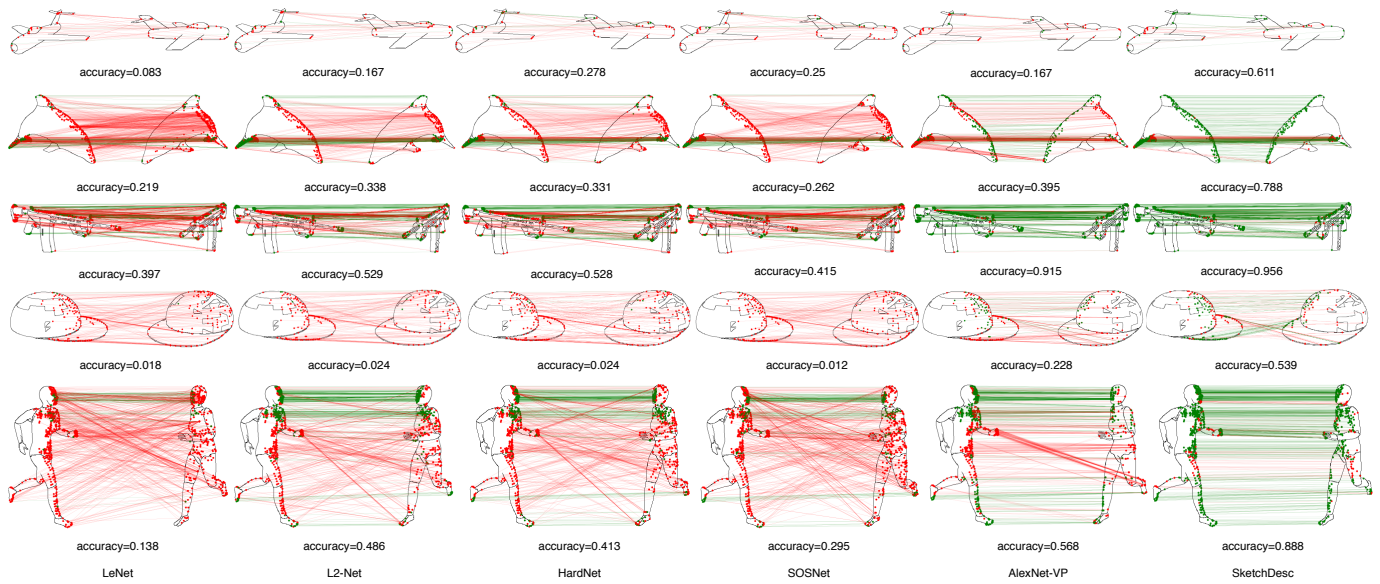 accuracy=0.083 accuracy=0.167 accuracy=0.278 accuracy=0.25 accuracy=0.167 accuracy=0.611
accuracy=0.219 accuracy=0.338 accuracy=0.331 accuracy=0.262 accuracy=0.395 accuracy=0.788
accuracy=0.397 accuracy=0.529 accuracy=0.528 accuracy=0.415 accuracy=0.915 accuracy=0.956
accuracy=0.018 accuracy=0.024 accuracy=0.024 accuracy=0.012 accuracy=0.228 accuracy=0.539
accuracy=0.138 accuracy=0.486 accuracy=0.413 accuracy=0.295 accuracy=0.568 accuracy=0.888
LeNet L2-Net HardNet SOSNet AlexNet-VP SketchDesc